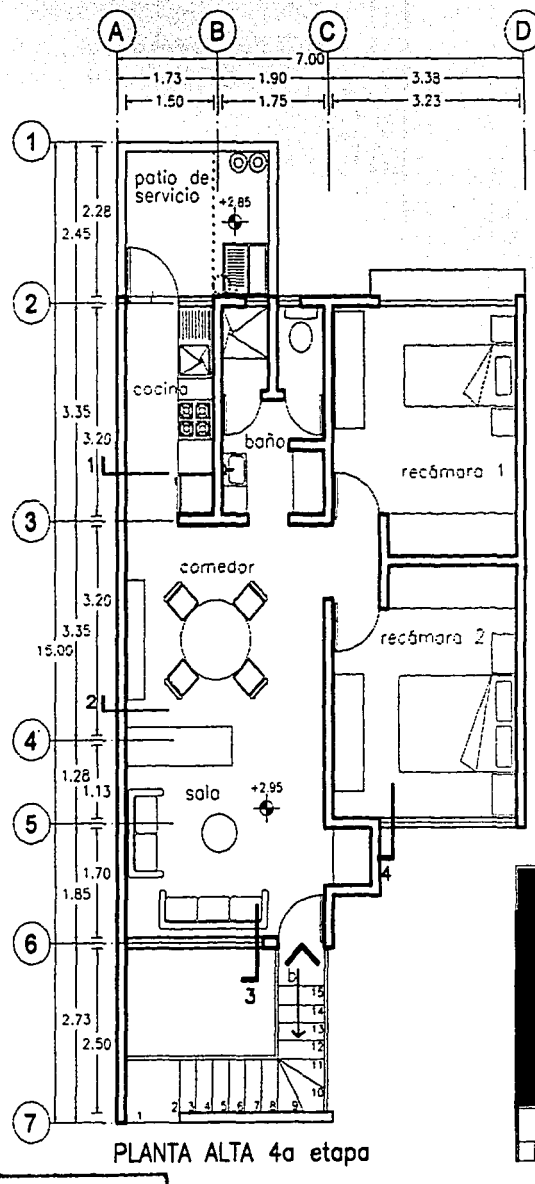 A B C D
7.00
1.73 1.90 3.38
1.50 1.75 3.23
1
patio de
servicio
+2.85
2.28
2.45
2
cocina
baño
3.35
3.20
recámara 1
1
3
comedor
3.20
3.35
15.00
recámara 2
2
4
1.28
1.13
sala
+2.95
5
4
1.70
1.85
6
3
b
15
14
13
12
11
10
2.73
2.50
1 2 3 4 5 6 7 8 9
7
PLANTA ALTA 4a etapa